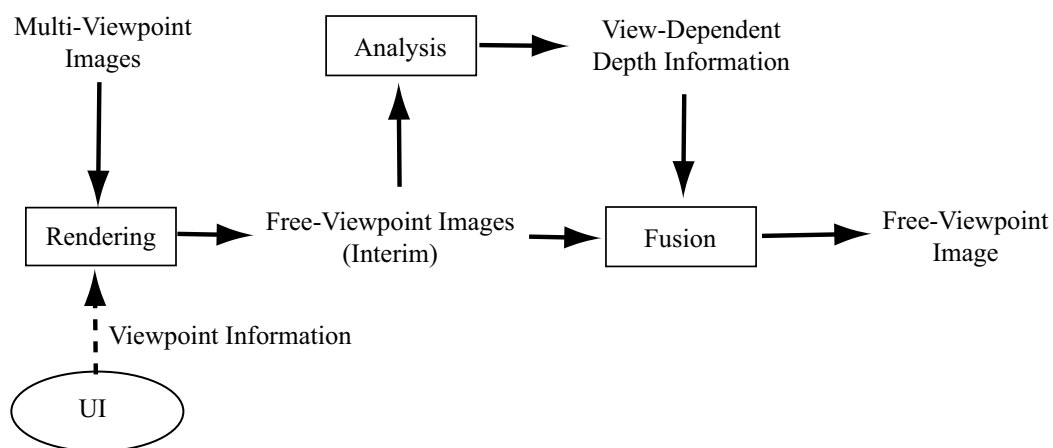 Multi-Viewpoint
Images
Analysis
View-Dependent
Depth Information
Rendering
Free-Viewpoint Images
(Interim)
Fusion
Free-Viewpoint
Image
Viewpoint Information
UI